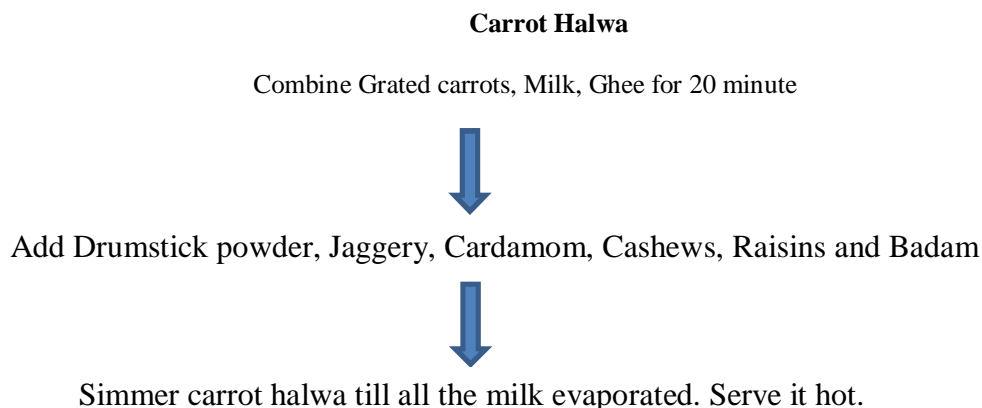 Carrot Halwa
Combine Grated carrots, Milk, Ghee for 20 minute
Add Drumstick powder, Jaggery, Cardamom, Cashews, Raisins and Badam
Simmer carrot halwa till all the milk evaporated. Serve it hot.